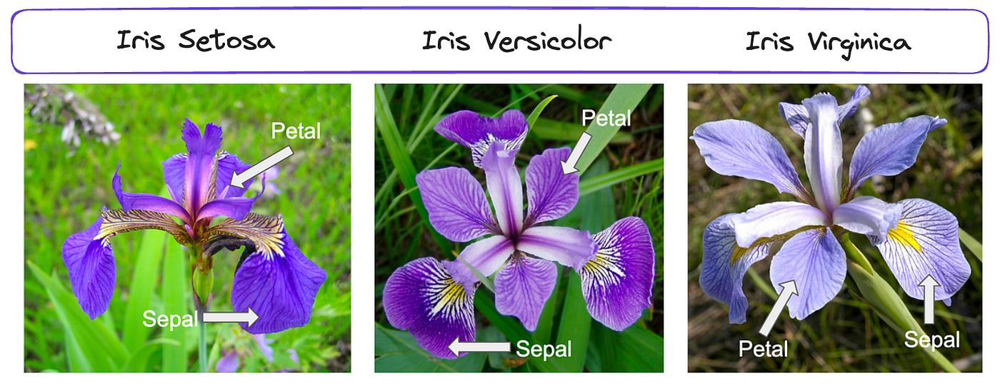 Iris Setosa
Iris Versicolor
Iris Virginica
Petal
Sepal
Petal
Sepal
Petal
Sepal